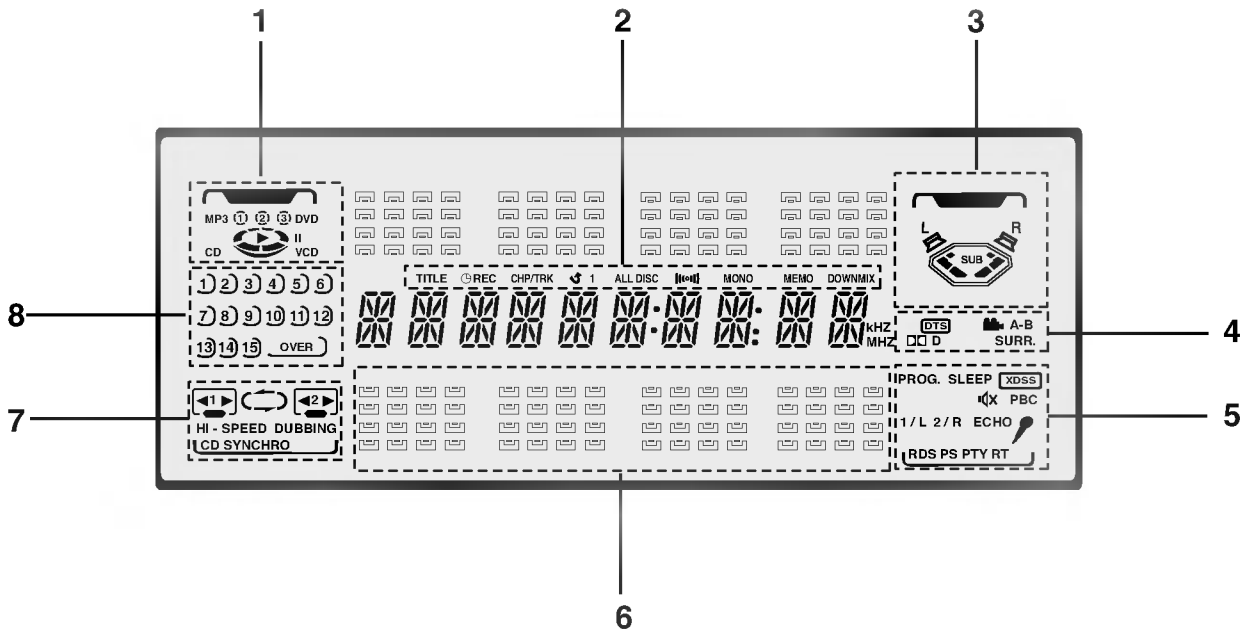 1
2
3
MP3 1 2 3 DVD
II
CD VCD
L R
SUB
TITLE REC CHP/TRK 1 ALL DISC MONO MEMO DOWNMIX
kHZ
MHZ
8
1 2 3 4 5 6
7 8 9 10 11 12
13 14 15 OVER
DTS A-B
D SURR.
4
7
1 2
HI - SPEED DUBBING
CD SYNCHRO
PROG. SLEEP XDSS
X PBC
1 / L 2 / R ECHO
RDS PS PTY RT
5
6